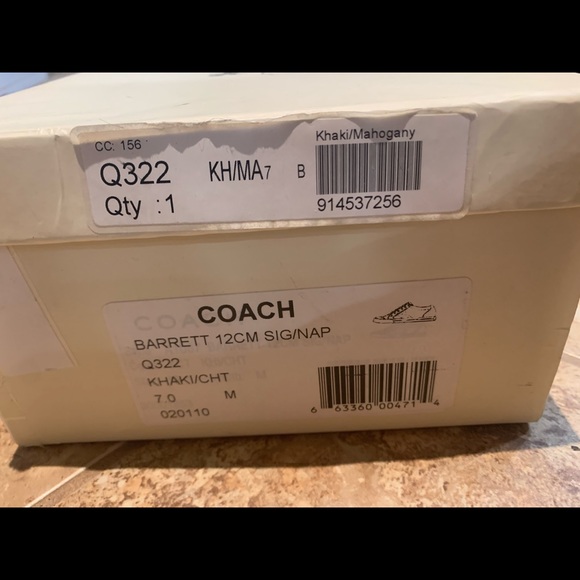 CC: 156
Khaki/Mahogany
Q322 KH/MA7 B
Qty :1
914537256
COACH
BARRETT 12CM SIG/NAP
Q322
KHAKI/CHT
7.0 M
020110
6 63360 00471 4